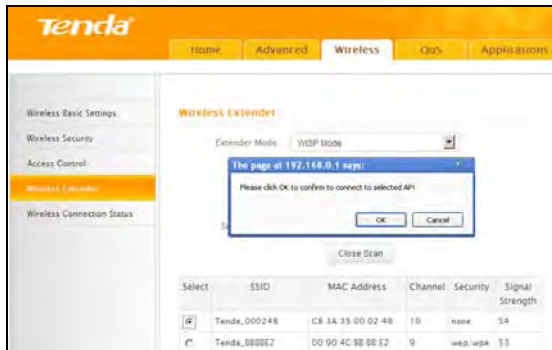 Tenda
Home Advanced Wireless QoS Applications
Wireless Basic Settings
Wireless Security
Access Control
Wireless Extender
Wireless Connection Status
Wireless Extender
Extender Mode WISP Mode
The page at 192.168.0.1 says:
Please click OK to confirm to connect to selected AP!
OK Cancel
Close Scan
Select SSID MAC Address Channel Security Signal Strength
Tenda_000248 C8 3A 35 00 02 48 10 none 54
Tenda_888BE2 00 90 4C 88 8B E2 9 wep/wpa 53